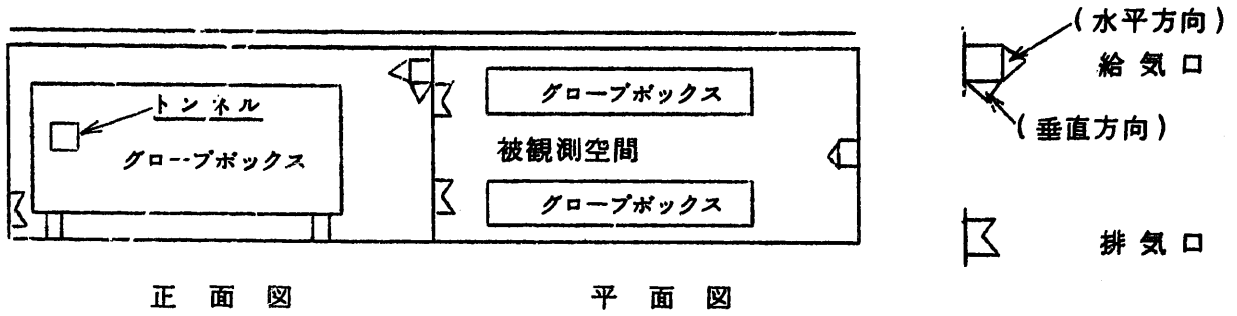 トンネル
グローブボックス
グローブボックス
被観測空間
グローブボックス
正面図
平面図
(水平方向)
給気口
(垂直方向)
排気口